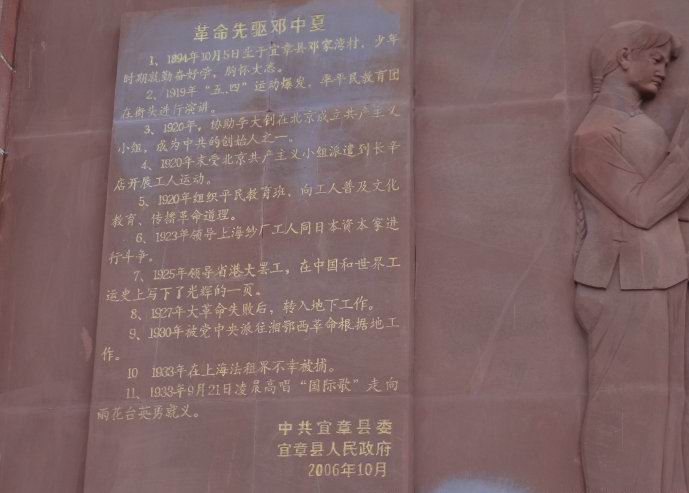 革命先驱邓中夏
1、1894年10月5日生于宜章县邓家湾村，少年
时期就勤奋好学，胸怀大志。
2、1919年“五.四”运动爆发，率平民教育团
在街头进行演讲。
3、1920年，协助李大钊在北京成立共产主义
小组，成为中共的创始人之一。
4、1920年末受北京共产主义小组派遣到长辛
店开展工人运动。
5、1920年组织平民教育班，向工人普及文化
教育、传播革命道理。
6、1923年领导上海纱厂工人同日本资本家进
行斗争。
7、1925年领导省港大罢工，在中国和世界工
运史上写下了光辉的一页。
8、1927年大革命失败后，转入地下工作。
9、1930年被党中央派往湘鄂西革命根据地工
作。
10 1933年在上海法租界不幸被捕。
11、1933年9月21日凌晨高唱“国际歌”走向
雨花台英勇就义。
中共宜章县委
宜章县人民政府
2006年10月